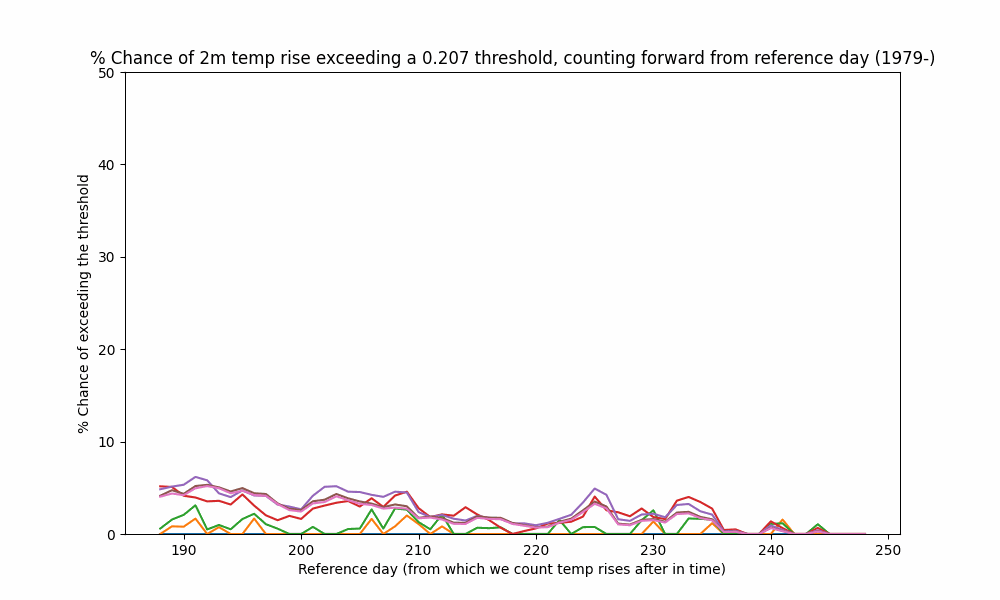 % Chance of 2m temp rise exceeding a 0.207 threshold, counting forward from reference day (1979-)
50
40
30
20
10
0
% Chance of exceeding the threshold
190 200 210 220 230 240 250
Reference day (from which we count temp rises after in time)